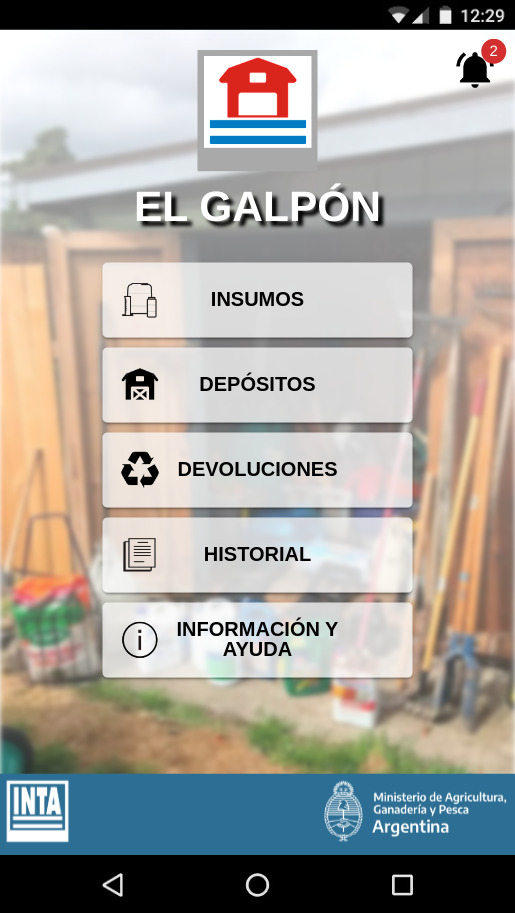 12:29
2
EL GALPÓN
INSUMOS
DEPÓSITOS
DEVOLUCIONES
HISTORIAL
INFORMACIÓN Y
AYUDA
INTA
Ministerio de Agricultura,
Ganadería y Pesca
Argentina